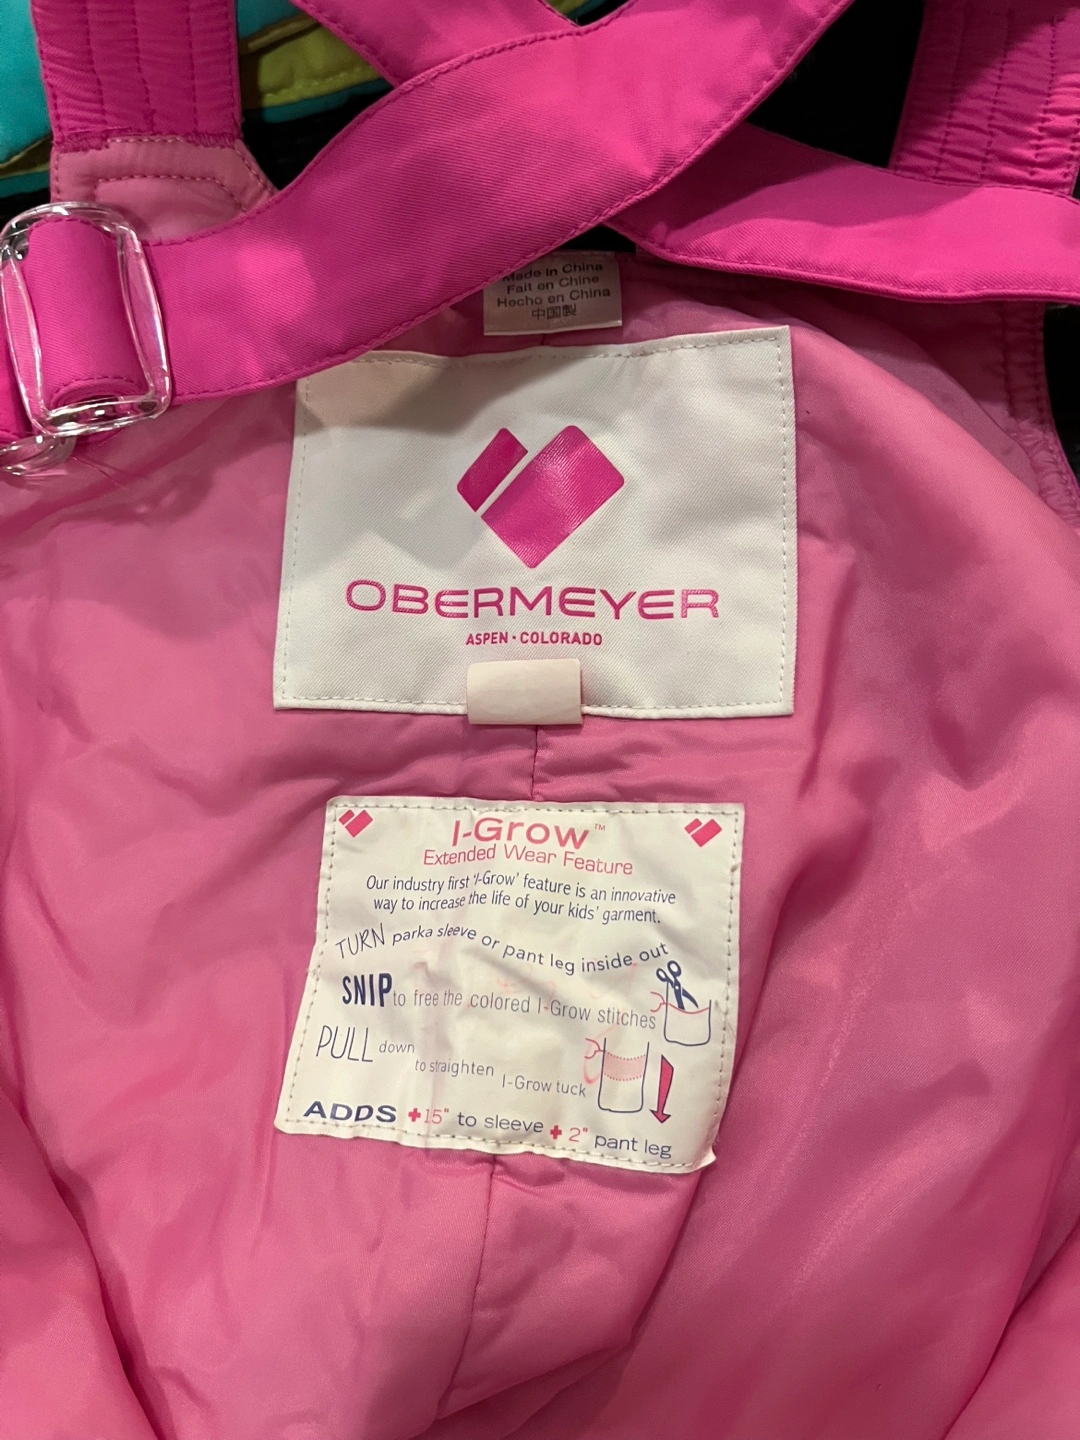 Made in China
Fait en Chine
Hecho en China
中国製
OBERMEYER
ASPEN · COLORADO
I-GROW™
Extended Wear Feature
Our industry first 'I-Grow' feature is an innovative
way to increase the life of your kids' garment.
TURN parka sleeve or pant leg inside out
SNIP to free the colored I-Grow stitches
PULL down
to straighten
I-Grow tuck
ADDS +15" to sleeve + 2" pant leg